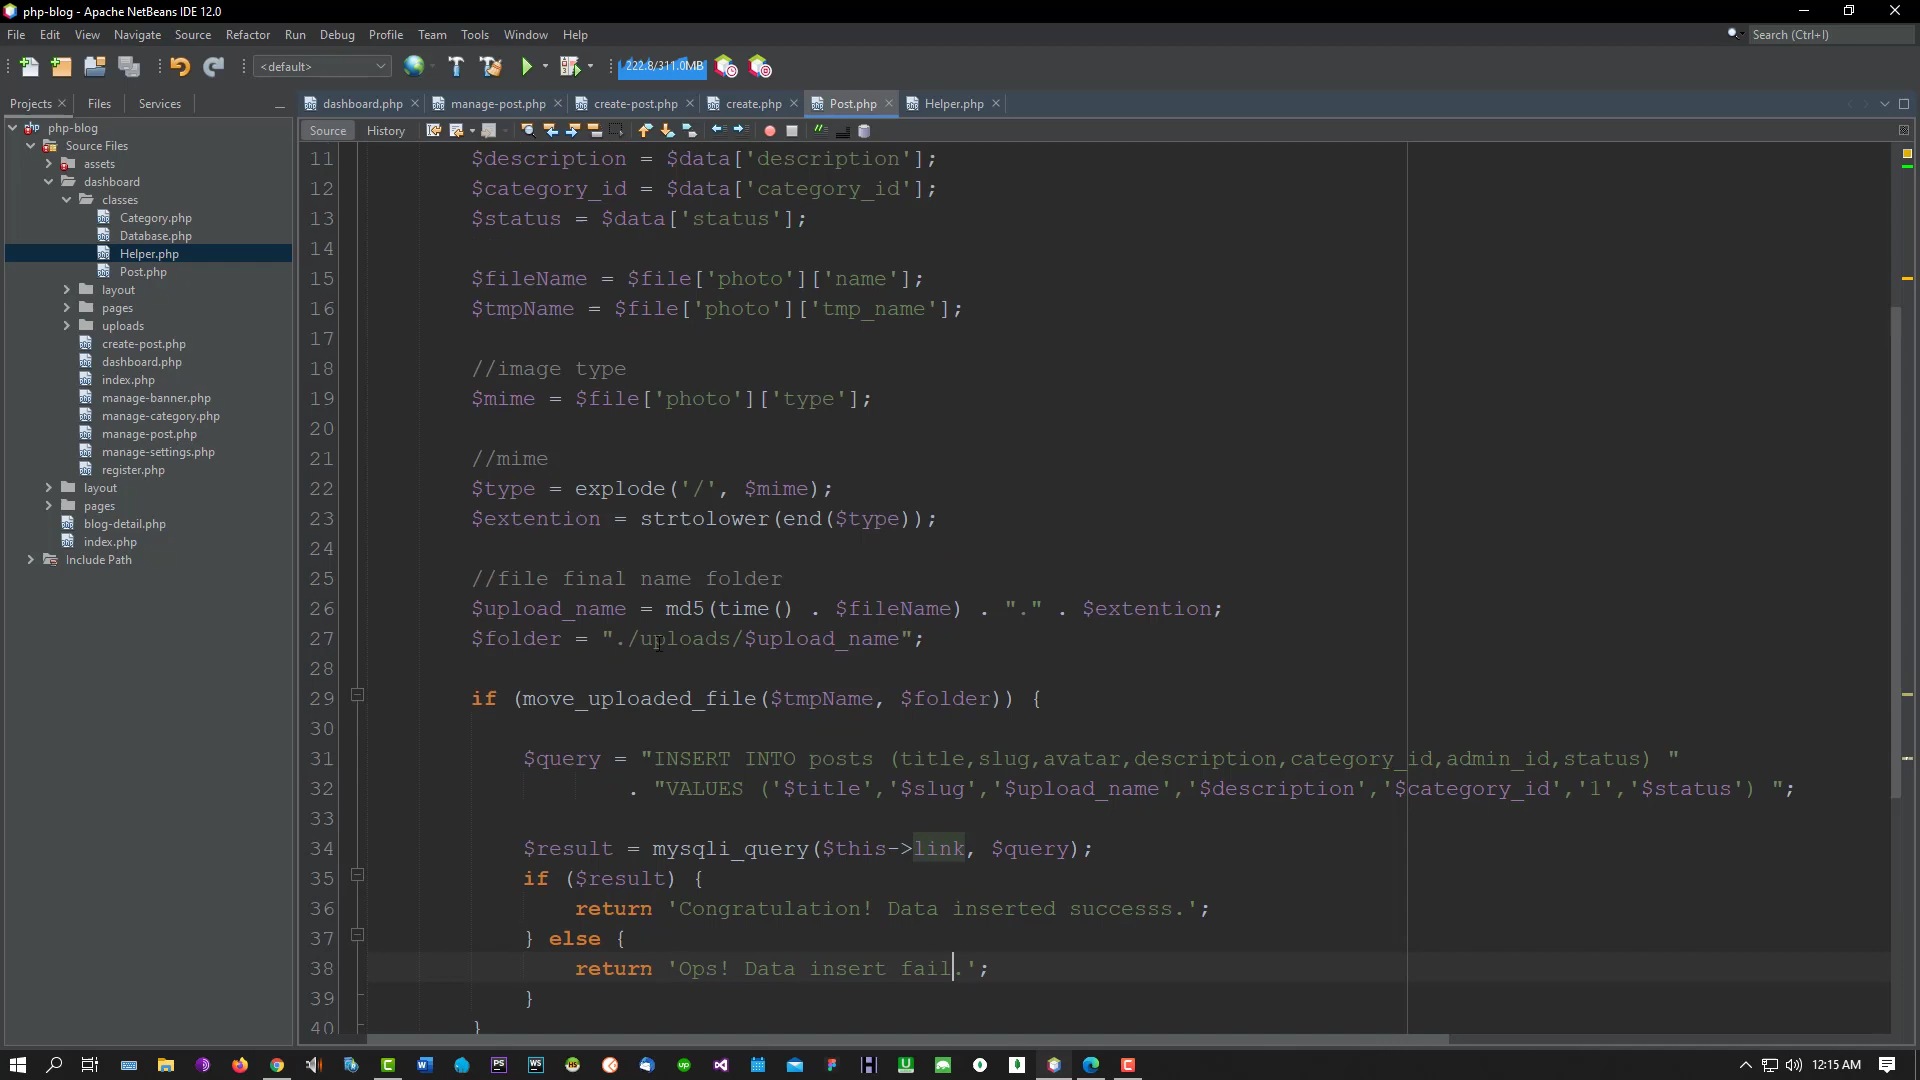 php-blog - Apache NetBeans IDE 12.0
File Edit View Navigate Source Refactor Run Debug Profile Team Tools Window Help
Search (Ctrl+I)
<default>
222.8/311.0MB
Projects Files Services
dashboard.php manage-post.php create-post.php create.php Post.php Helper.php
Source History
php-blog
Source Files
assets
dashboard
classes
Category.php
Database.php
Helper.php
Post.php
layout
pages
uploads
create-post.php
dashboard.php
index.php
manage-banner.php
manage-category.php
manage-post.php
manage-settings.php
register.php
layout
pages
blog-detail.php
index.php
Include Path
11 $description = $data['description'];
12 $category_id = $data['category_id'];
13 $status = $data['status'];
14
15 $fileName = $file['photo']['name'];
16 $tmpName = $file['photo']['tmp_name'];
17
18 //image type
19 $mime = $file['photo']['type'];
20
21 //mime
22 $type = explode('/', $mime);
23 $extention = strtolower(end($type));
24
25 //file final name folder
26 $upload_name = md5(time() . $fileName) . "." . $extention;
27 $folder = "./uploads/$upload_name";
28
29 if (move_uploaded_file($tmpName, $folder)) {
30
31 $query = "INSERT INTO posts (title,slug,avatar,description,category_id,admin_id,status) "
32 . "VALUES ('$title','$slug','$upload_name','$description','$category_id','1','$status') ";
33
34 $result = mysqli_query($this->link, $query);
35 if ($result) {
36 return 'Congratulation! Data inserted successs.';
37 } else {
38 return 'Ops! Data insert fail.';
39 }
40 }
12:15 AM